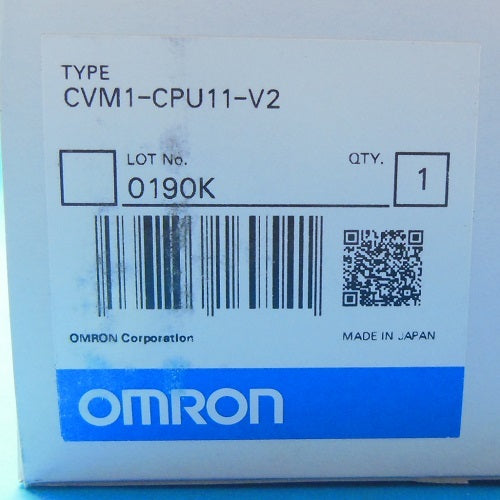 TYPE
CVM1-CPU11-V2
LOT No. QTY.
0190K 1
OMRON Corporation MADE IN JAPAN
OMRON